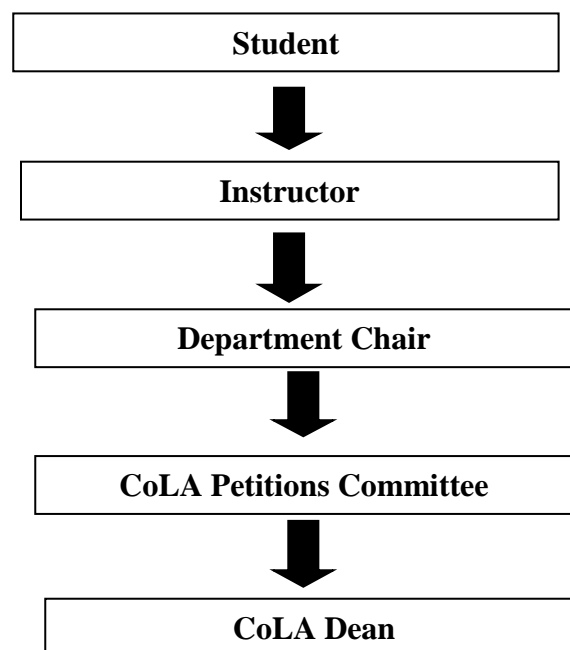 Student
Instructor
Department Chair
CoLA Petitions Committee
CoLA Dean